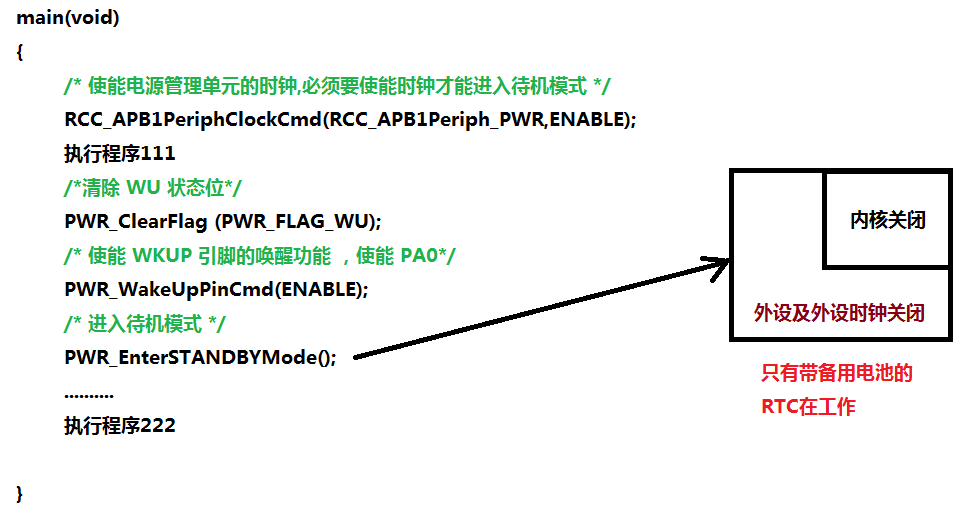 main(void)
{
/* 使能电源管理单元的时钟,必须要使能时钟才能进入待机模式 */
RCC_APB1PeriphClockCmd(RCC_APB1Periph_PWR,ENABLE);
执行程序111
/*清除 WU 状态位*/
PWR_ClearFlag (PWR_FLAG_WU);
/* 使能 WKUP 引脚的唤醒功能 ，使能 PA0*/
PWR_WakeUpPinCmd(ENABLE);
/* 进入待机模式 */
PWR_EnterSTANDBYMode();
..........
执行程序222
}
内核关闭
外设及外设时钟关闭
只有带备用电池的
RTC在工作